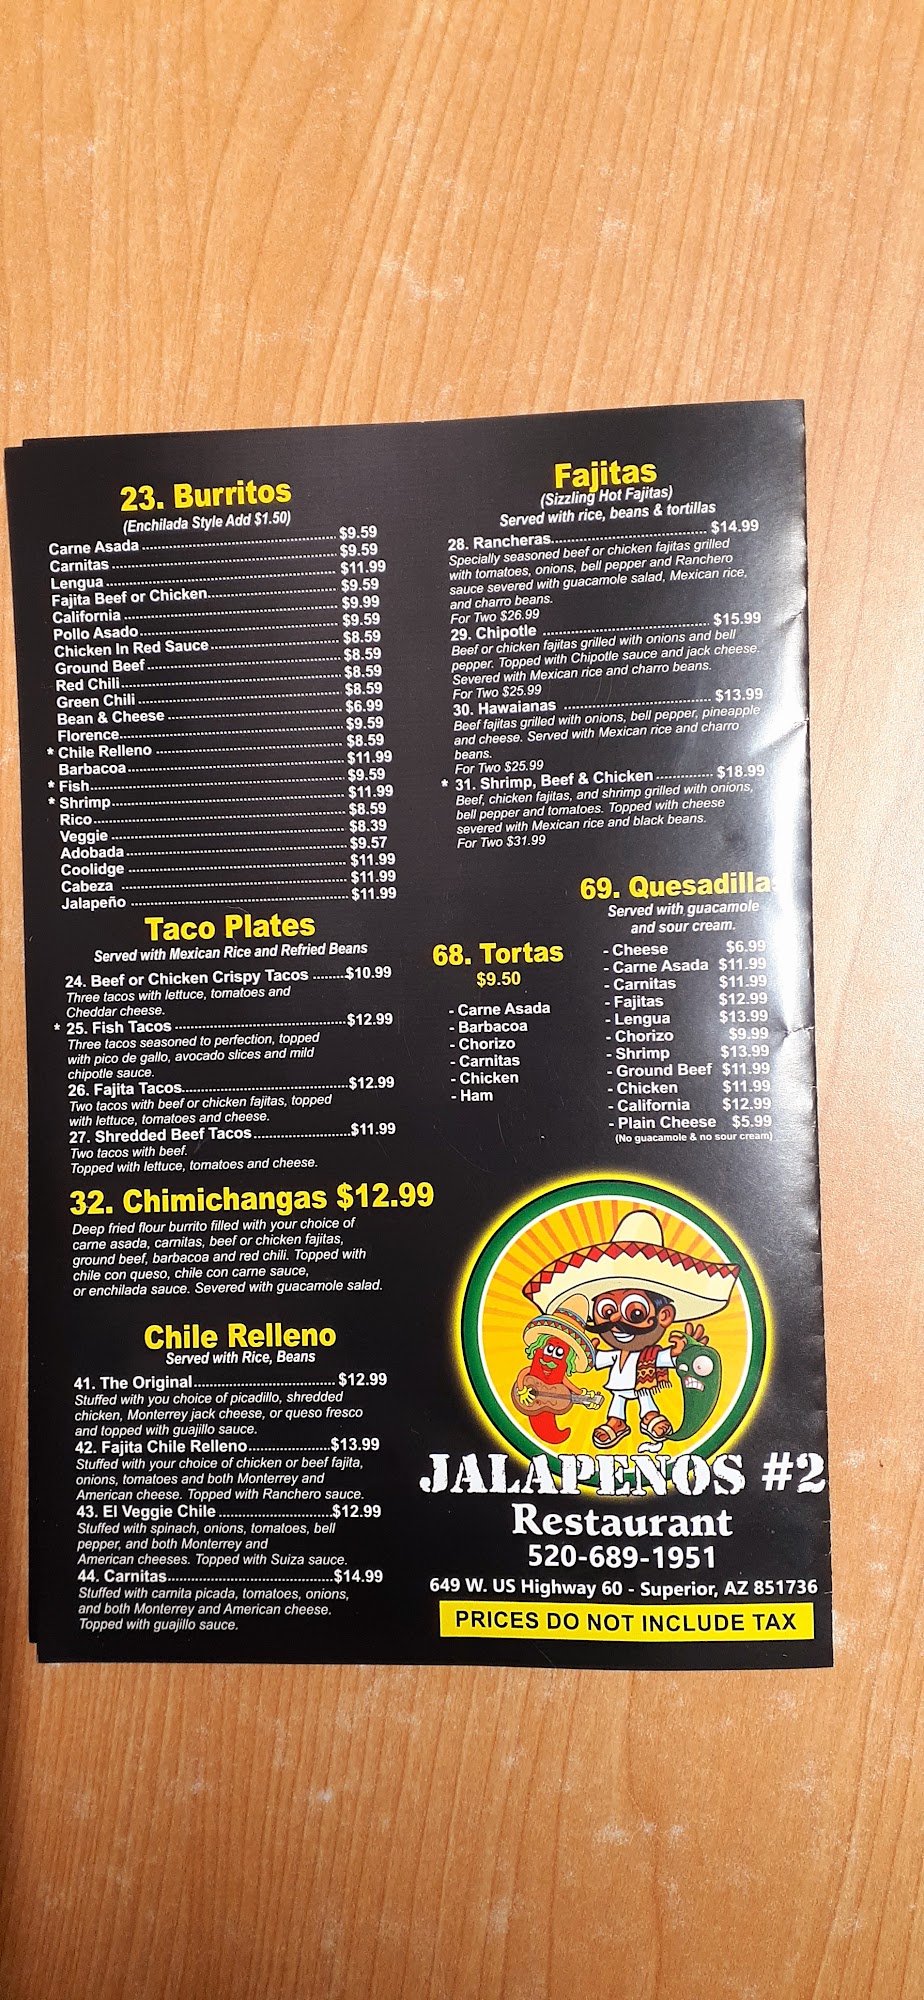 23. Burritos
(Enchilada Style Add $1.50)
Carne Asada $9.59
Carnitas $9.59
Lengua $11.99
Fajita Beef or Chicken $9.59
California $9.99
Pollo Asado $9.59
Chicken In Red Sauce $8.59
Ground Beef $8.59
Red Chili $8.59
Green Chili $8.59
Bean & Cheese $6.99
Florence $9.59
* Chile Relleno $8.59
Barbacoa $11.99
* Fish $9.59
* Shrimp $11.99
Rico $8.59
Veggie $8.39
Adobada $9.57
Coolidge $11.99
Cabeza $11.99
Jalapeño $11.99
Taco Plates
Served with Mexican Rice and Refried Beans
24. Beef or Chicken Crispy Tacos $10.99
Three tacos with lettuce, tomatoes and
Cheddar cheese.
* 25. Fish Tacos $12.99
Three tacos seasoned to perfection, topped
with pico de gallo, avocado slices and mild
chipotle sauce.
26. Fajita Tacos $12.99
Two tacos with beef or chicken fajitas, topped
with lettuce, tomatoes and cheese.
27. Shredded Beef Tacos $11.99
Two tacos with beef.
Topped with lettuce, tomatoes and cheese.
32. Chimichangas $12.99
Deep fried flour burrito filled with your choice of
carne asada, carnitas, beef or chicken fajitas,
ground beef, barbacoa and red chili. Topped with
chile con queso, chile con carne sauce,
or enchilada sauce. Severed with guacamole salad.
Chile Relleno
Served with Rice, Beans
41. The Original $12.99
Stuffed with you choice of picadillo, shredded
chicken, Monterrey jack cheese, or queso fresco
and topped with guajillo sauce.
42. Fajita Chile Relleno $13.99
Stuffed with your choice of chicken or beef fajita,
onions, tomatoes and both Monterrey and
American cheese. Topped with Ranchero sauce.
43. El Veggie Chile $12.99
Stuffed with spinach, onions, tomatoes, bell
pepper, and both Monterrey and
American cheeses. Topped with Suiza sauce.
44. Carnitas $14.99
Stuffed with carnita picada, tomatoes, onions,
and both Monterrey and American cheese.
Topped with guajillo sauce.
Fajitas
(Sizzling Hot Fajitas)
Served with rice, beans & tortillas
28. Rancheras $14.99
Specially seasoned beef or chicken fajitas grilled
with tomatoes, onions, bell pepper and Ranchero
sauce severed with guacamole salad, Mexican rice,
and charro beans.
For Two $26.99
29. Chipotle $15.99
Beef or chicken fajitas grilled with onions and bell
pepper. Topped with Chipotle sauce and jack cheese.
Severed with Mexican rice and charro beans.
For Two $25.99
30. Hawaianas $13.99
Beef fajitas grilled with onions, bell pepper, pineapple
and cheese. Served with Mexican rice and charro
beans.
For Two $25.99
* 31. Shrimp, Beef & Chicken $18.99
Beef, chicken fajitas, and shrimp grilled with onions,
bell pepper and tomatoes. Topped with cheese
severed with Mexican rice and black beans.
For Two $31.99
68. Tortas
$9.50
- Carne Asada
- Barbacoa
- Chorizo
- Carnitas
- Chicken
- Ham
69. Quesadillas
Served with guacamole
and sour cream.
- Cheese $6.99
- Carne Asada $11.99
- Carnitas $11.99
- Fajitas $12.99
- Lengua $13.99
- Chorizo $9.99
- Shrimp $13.99
- Ground Beef $11.99
- Chicken $11.99
- California $12.99
- Plain Cheese $5.99
(No guacamole & no sour cream)
JALAPEÑOS #2
Restaurant
520-689-1951
649 W. US Highway 60 - Superior, AZ 851736
PRICES DO NOT INCLUDE TAX